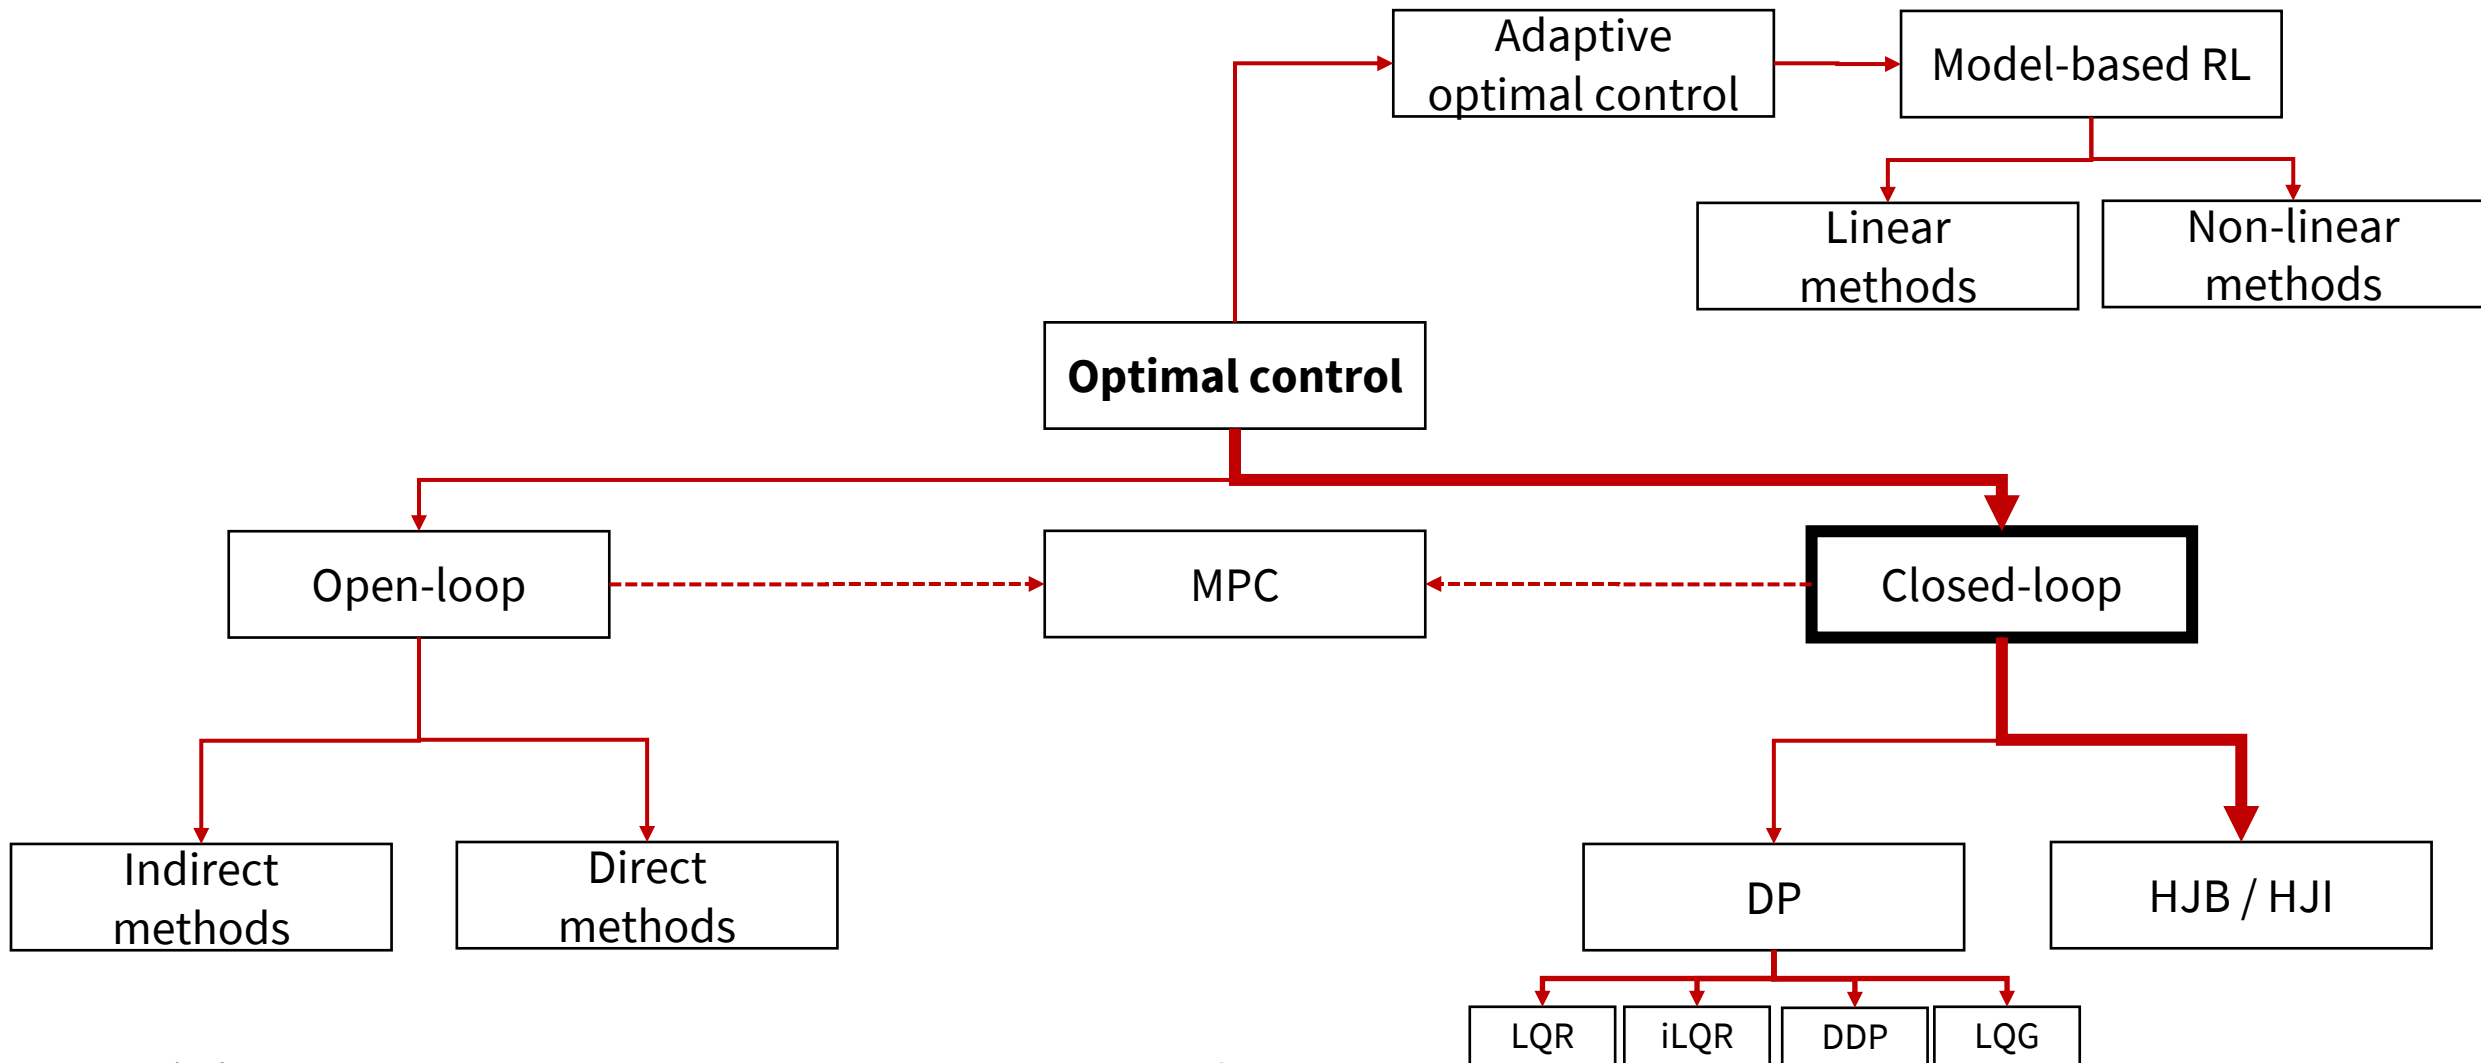 Adaptive
optimal control
Model-based RL
Linear
methods
Non-linear
methods
Optimal control
Open-loop
MPC
Closed-loop
Indirect
methods
Direct
methods
DP
HJB / HJI
LQR
iLQR
DDP
LQG